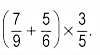 (7/9 + 5/6) × 3/5.